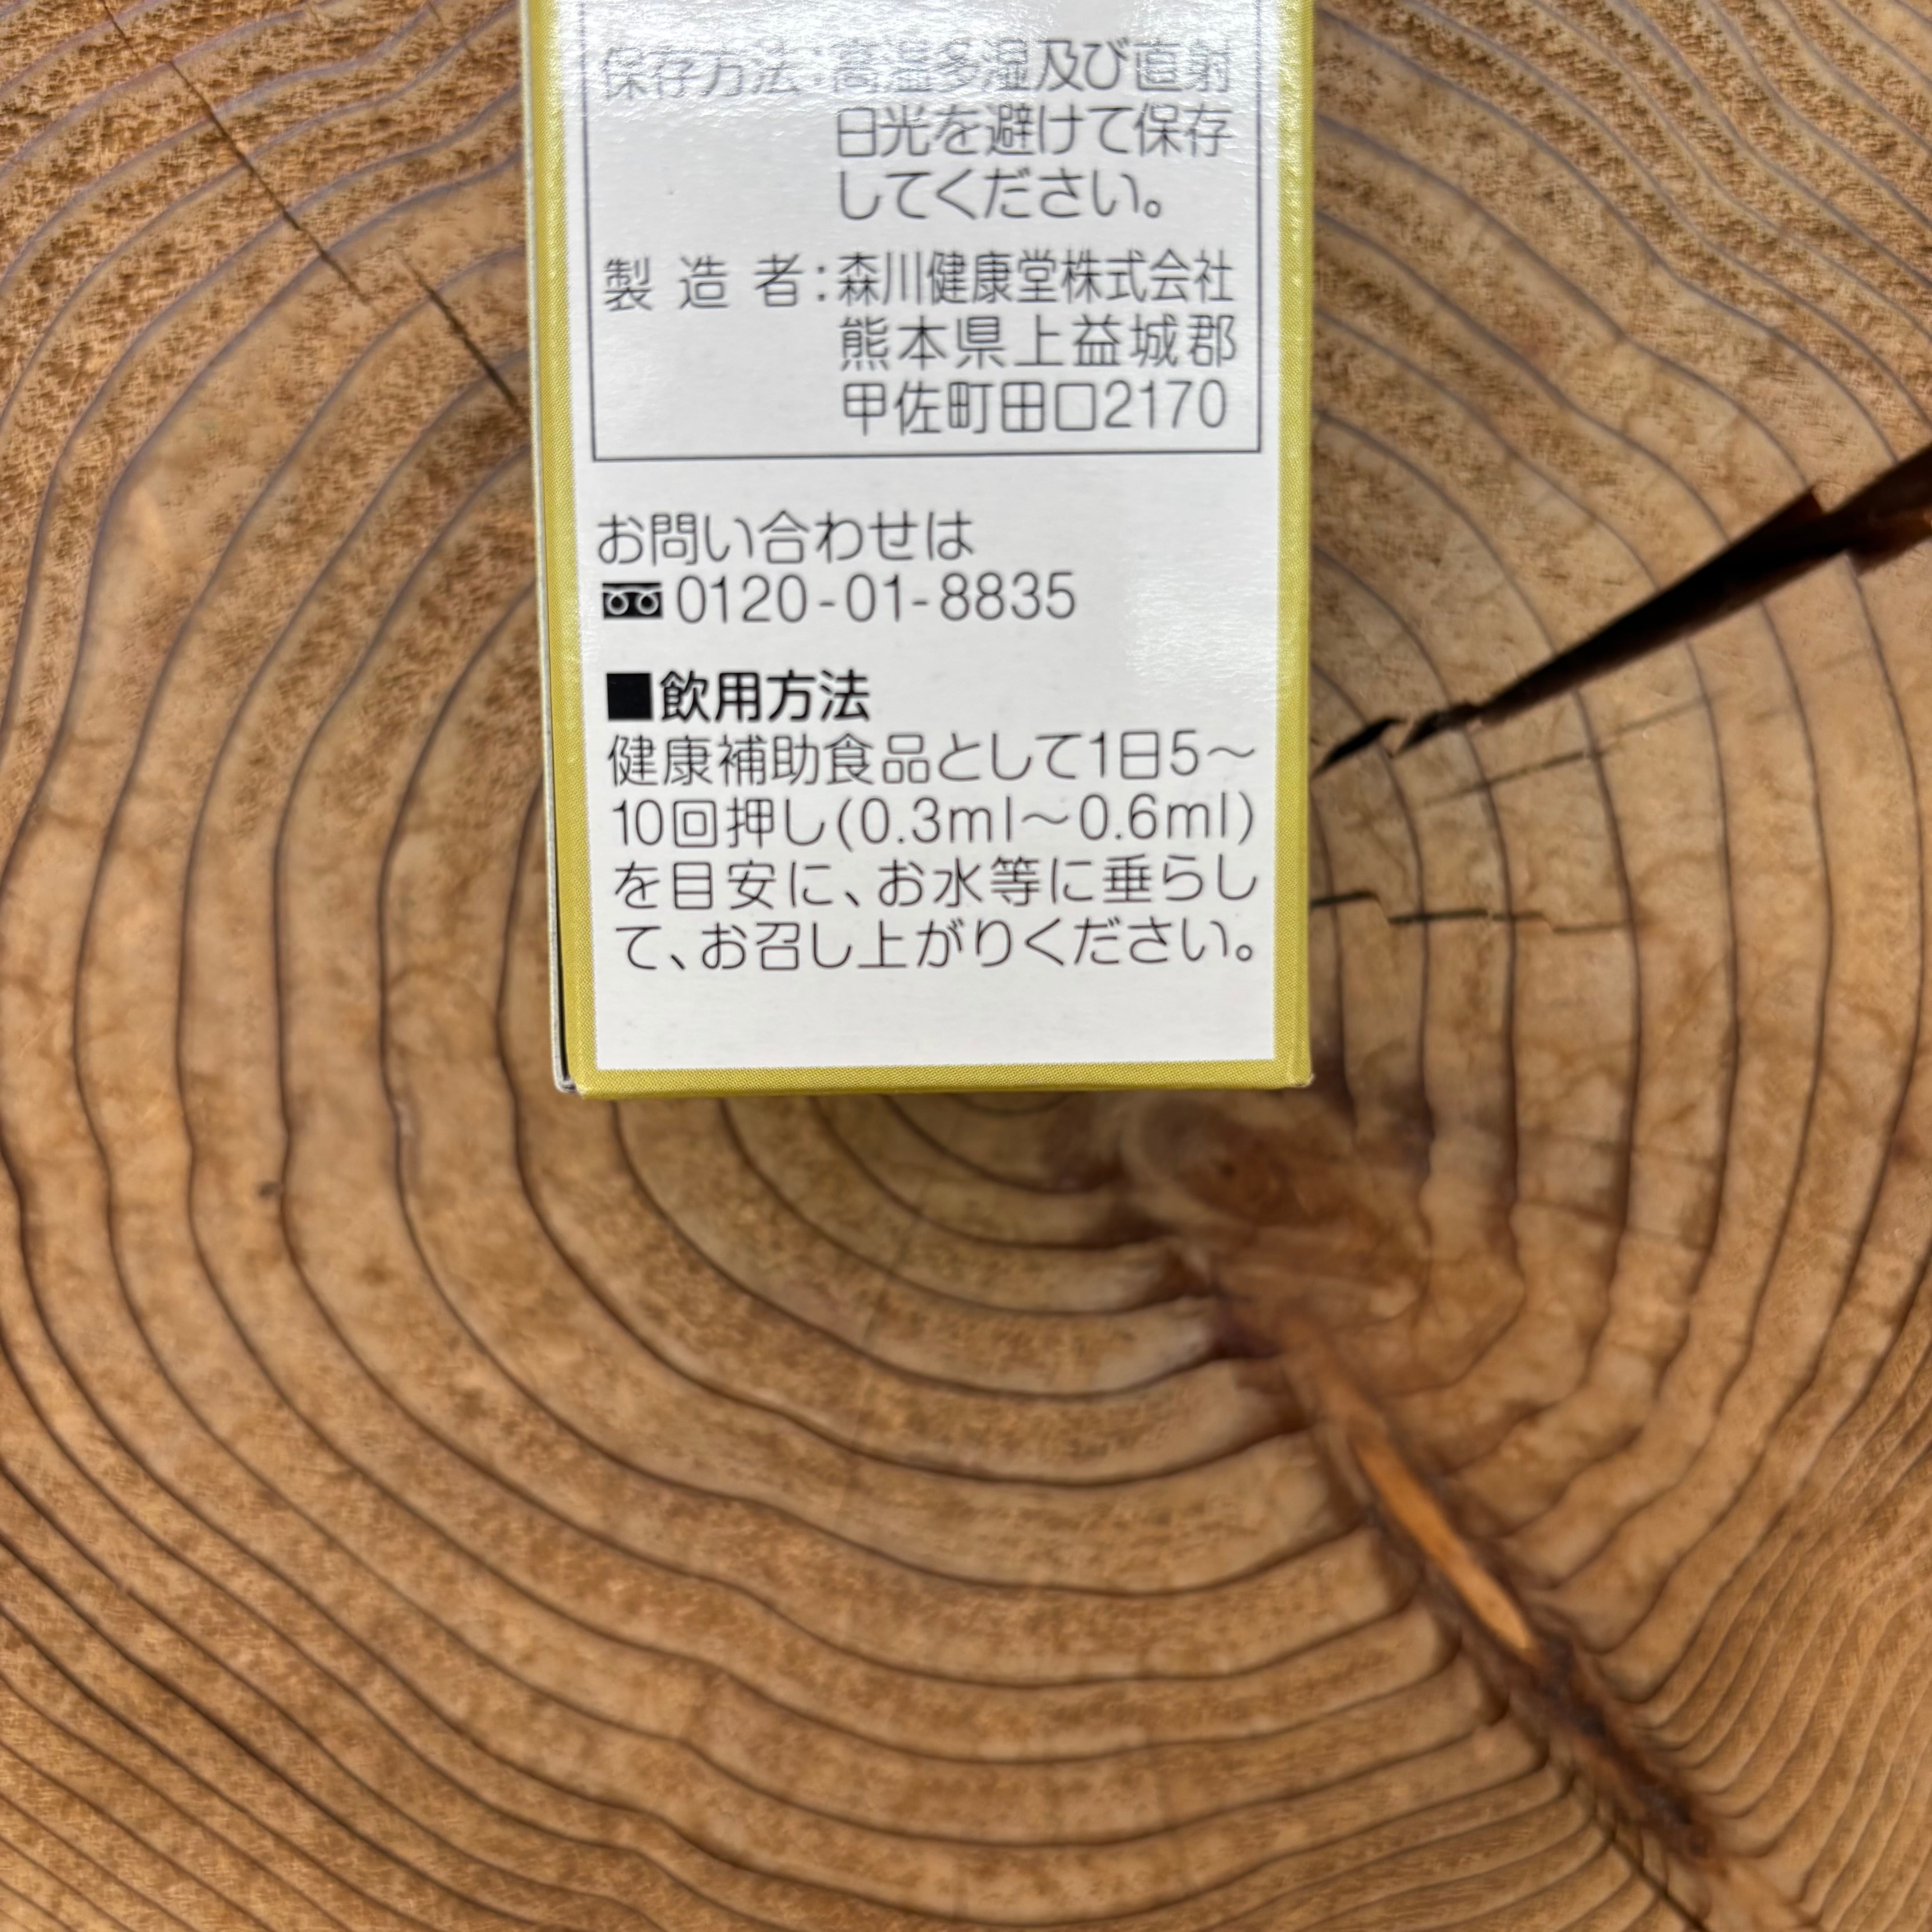 保存方法:高温多湿及び直射
日光を避けて保存
してください。
製造者:森川健康堂株式会社
熊本県上益城郡
甲佐町田口2170
お問い合わせは
0120-01-8835
■飲用方法
健康補助食品として1日5〜
10回押し(0.3ml〜0.6ml)
を目安に、お水等に垂らし
て、お召し上がりください。